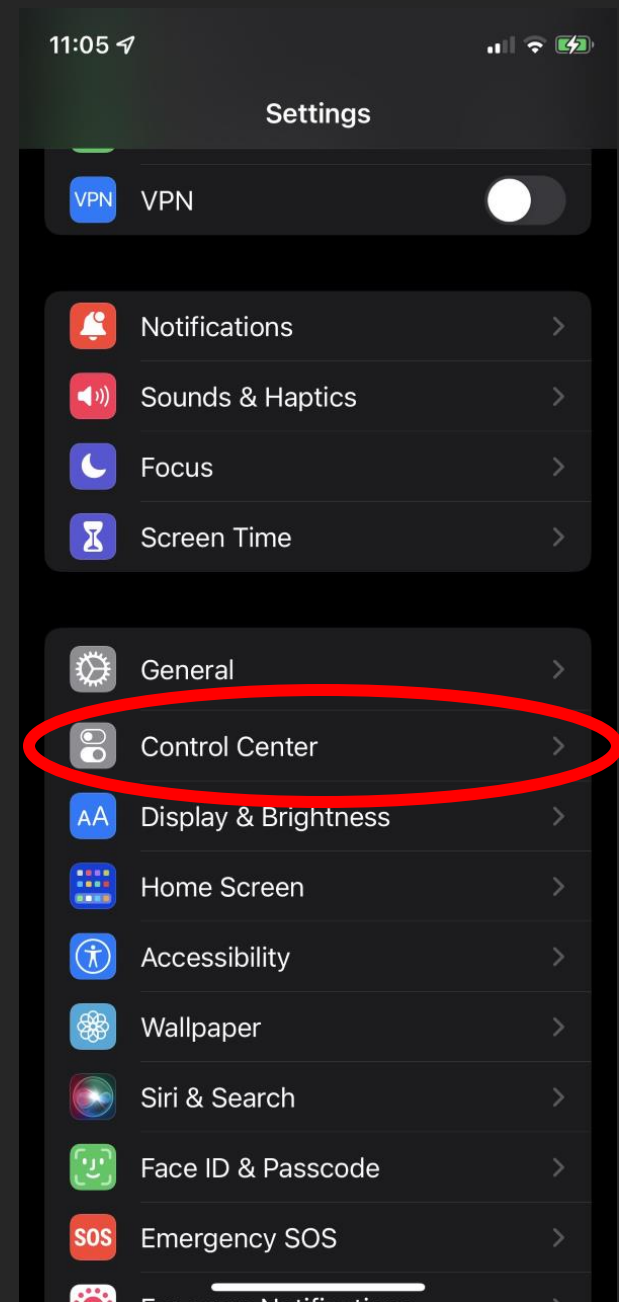 11:05
Settings
VPN VPN
Notifications
Sounds & Haptics
Focus
Screen Time
General
Control Center
AA Display & Brightness
Home Screen
Accessibility
Wallpaper
Siri & Search
Face ID & Passcode
SOS Emergency SOS